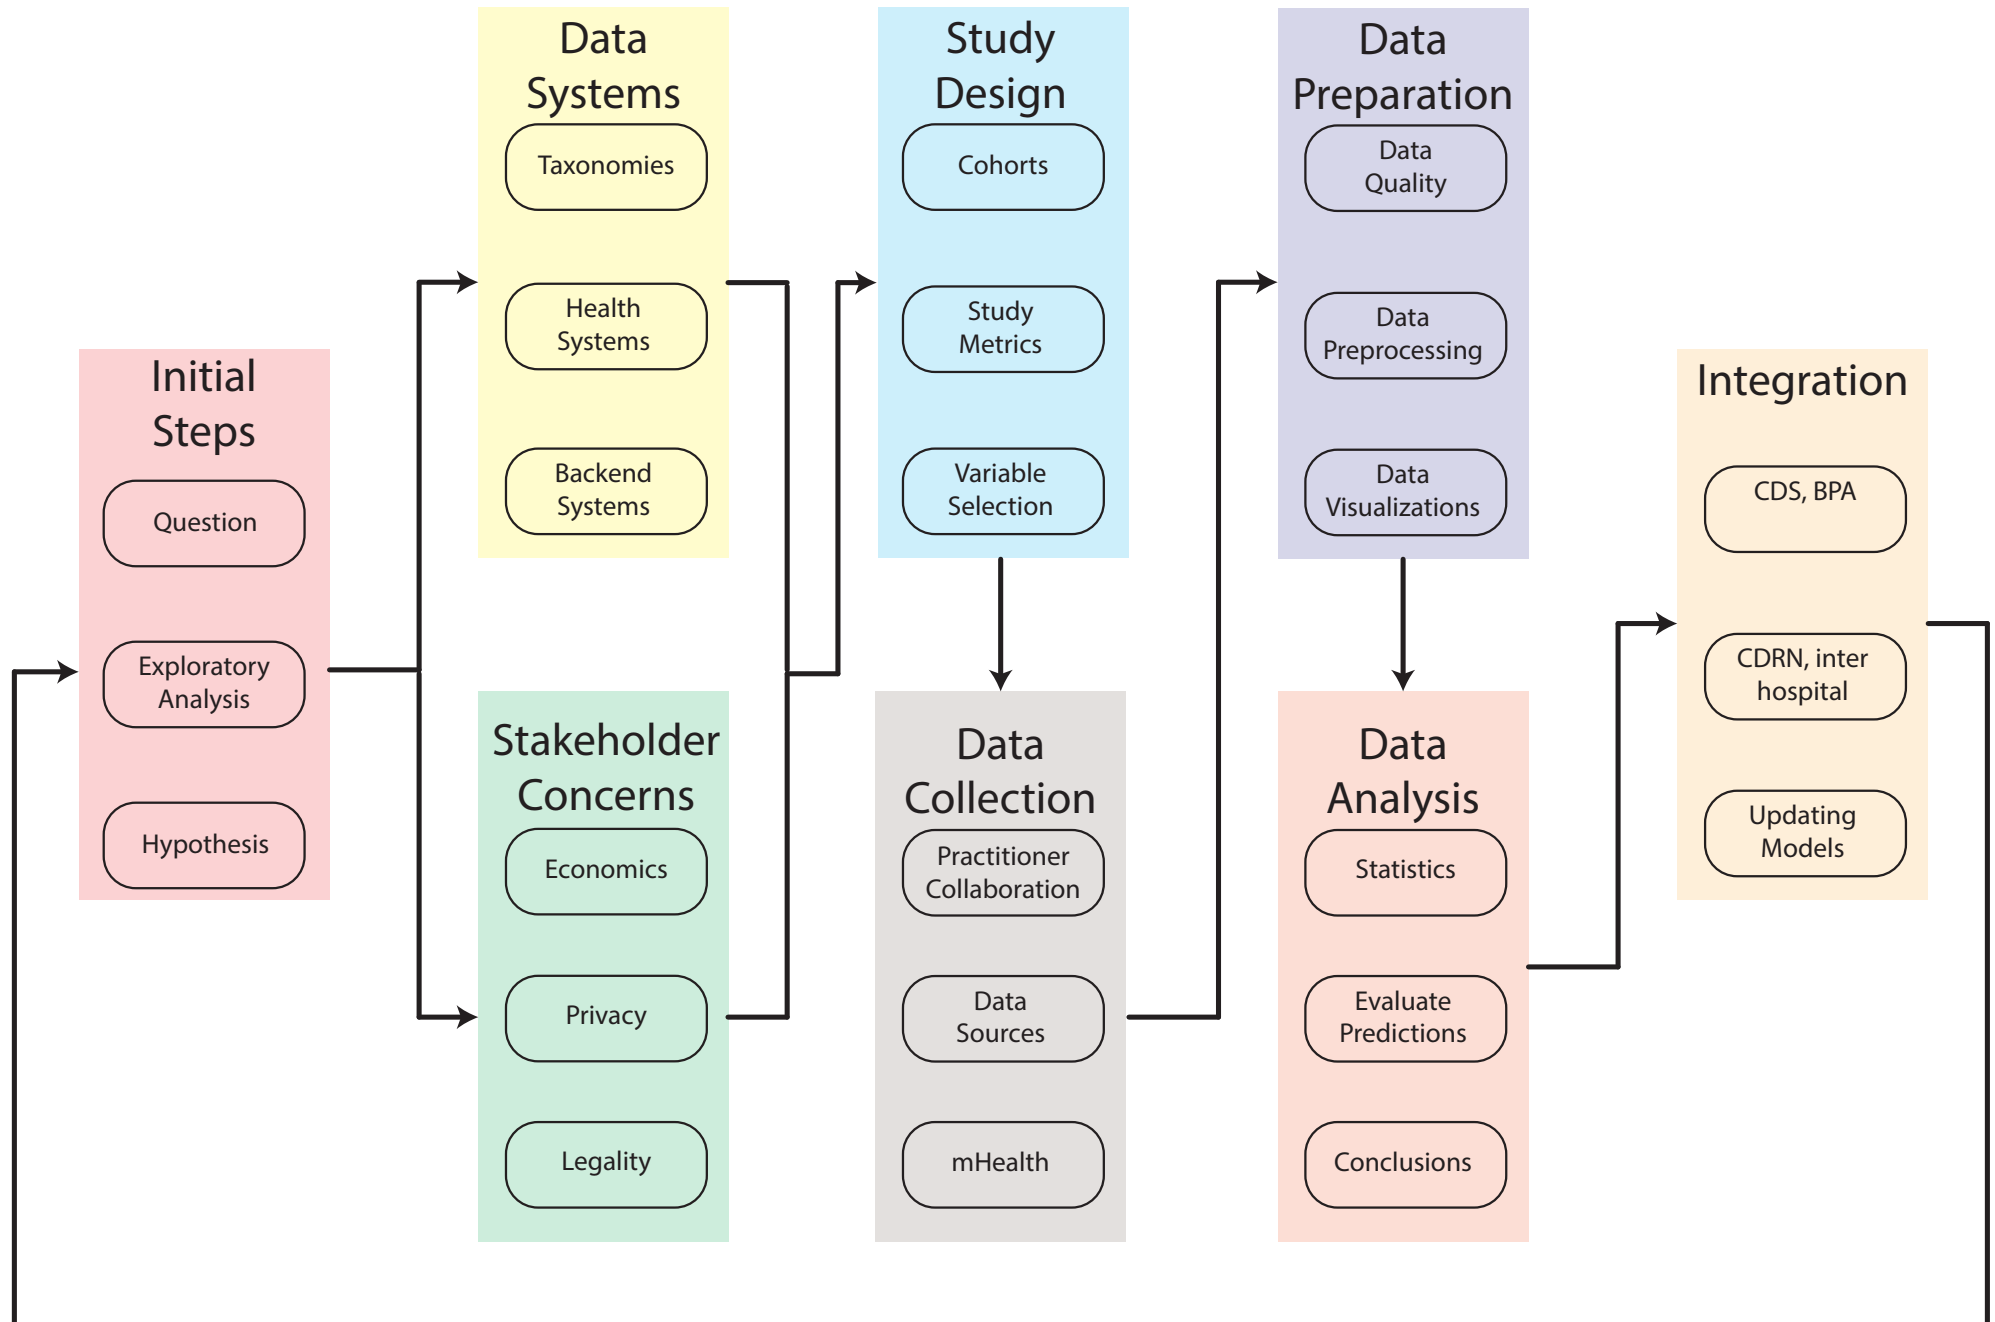 Initial
Steps
Question
Exploratory
Analysis
Hypothesis
Data
Systems
Taxonomies
Health
Systems
Backend
Systems
Stakeholder
Concerns
Economics
Privacy
Legality
Study
Design
Cohorts
Study
Metrics
Variable
Selection
Data
Collection
Practitioner
Collaboration
Data
Sources
mHealth
Data
Preparation
Data
Quality
Data
Preprocessing
Data
Visualizations
Data
Analysis
Statistics
Evaluate
Predictions
Conclusions
Integration
CDS, BPA
CDRN, inter
hospital
Updating
Models